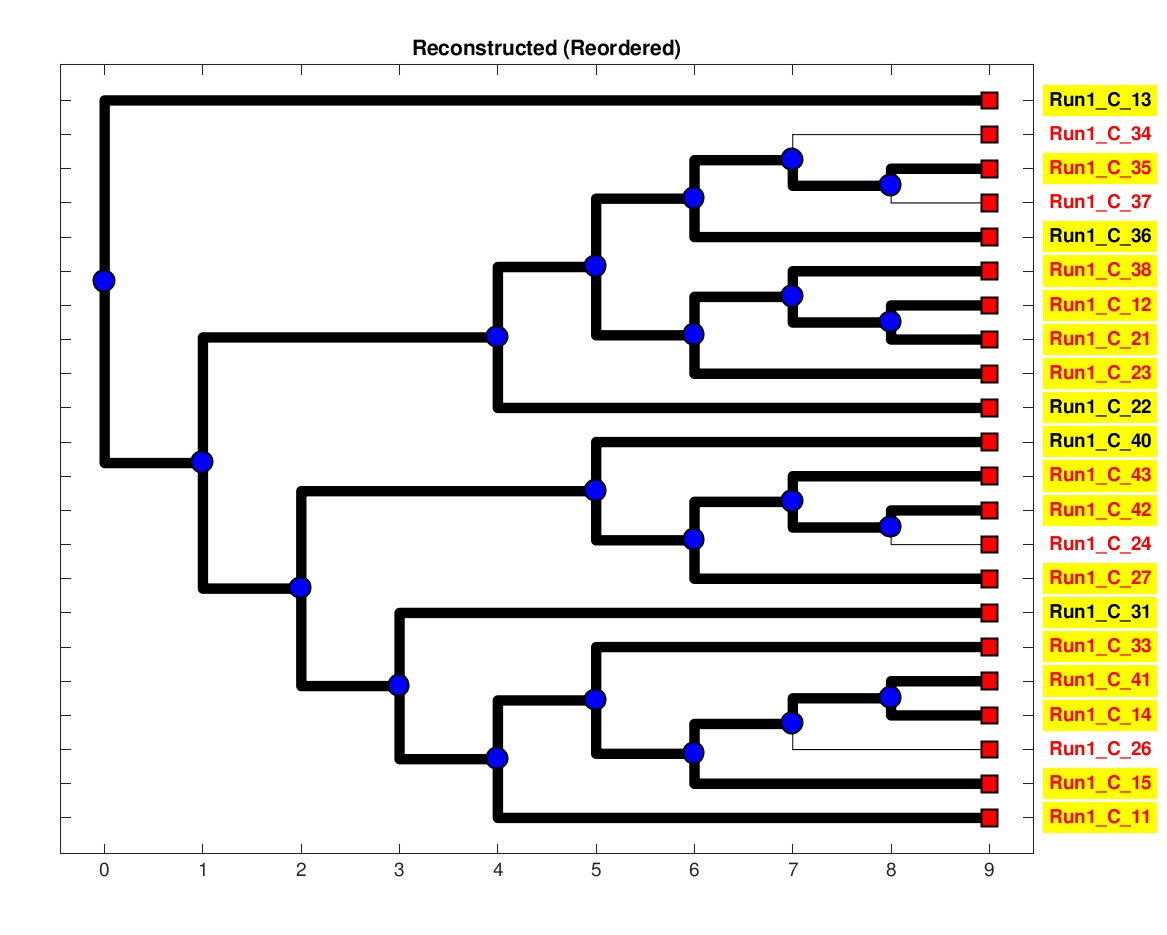 Reconstructed (Reordered)
Run1_C_13
Run1_C_34
Run1_C_35
Run1_C_37
Run1_C_36
Run1_C_38
Run1_C_12
Run1_C_21
Run1_C_23
Run1_C_22
Run1_C_40
Run1_C_43
Run1_C_42
Run1_C_24
Run1_C_27
Run1_C_31
Run1_C_33
Run1_C_41
Run1_C_14
Run1_C_26
Run1_C_15
Run1_C_11
0 1 2 3 4 5 6 7 8 9